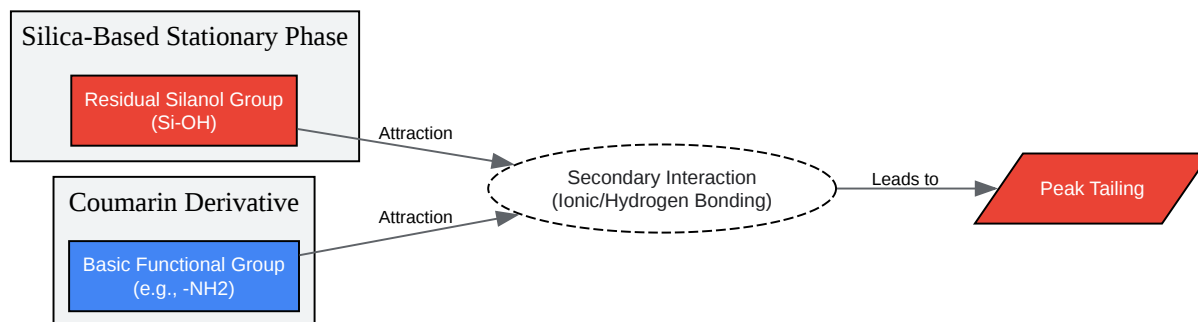 Silica-Based Stationary Phase
Residual Silanol Group
(Si-OH)
Attraction
Coumarin Derivative
Basic Functional Group
(e.g., -NH2)
Attraction
Secondary Interaction
(Ionic/Hydrogen Bonding)
Leads to
Peak Tailing